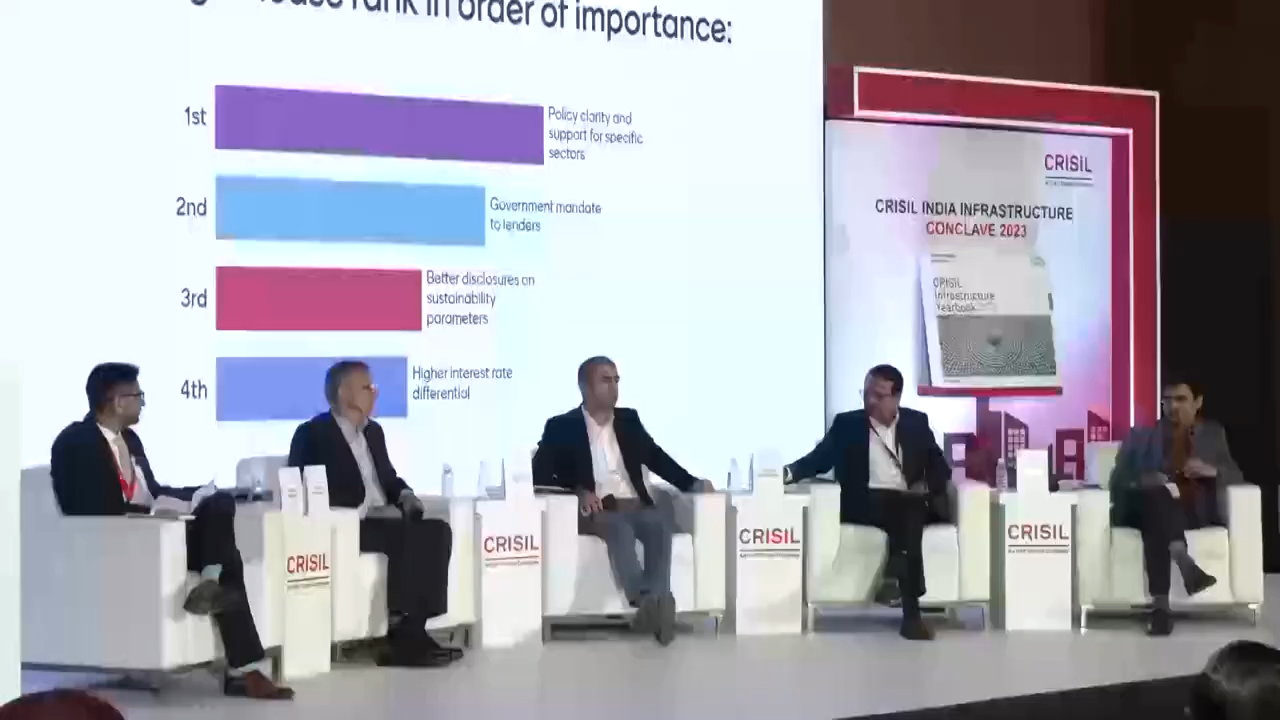 rank in order of importance:
1st
Policy clarity and
support for specific
sectors
2nd
Government mandate
to lenders
3rd
Better disclosures on
sustainability
parameters
4th
Higher interest rate
differential
CRISIL
CRISIL INDIA INFRASTRUCTURE
CONCLAVE 2023
CRISIL
Infrastructure
Yearbook
CRISIL
CRISIL
CRISIL
CRISIL